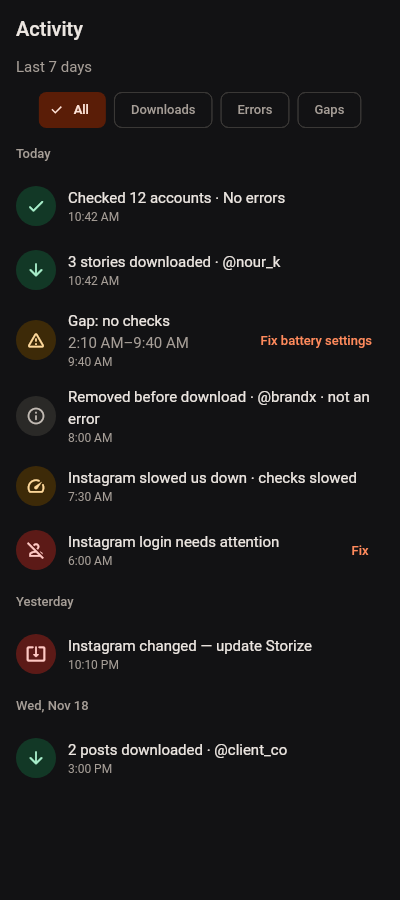 Activity
Last 7 days
All
Downloads
Errors
Gaps
Today
Checked 12 accounts · No errors
10:42 AM
3 stories downloaded · @nour_k
10:42 AM
Gap: no checks
2:10 AM–9:40 AM
Fix battery settings
9:40 AM
Removed before download · @brandx · not an
error
8:00 AM
Instagram slowed us down · checks slowed
7:30 AM
Instagram login needs attention
Fix
6:00 AM
Yesterday
Instagram changed — update Storize
10:10 PM
Wed, Nov 18
2 posts downloaded · @client_co
3:00 PM